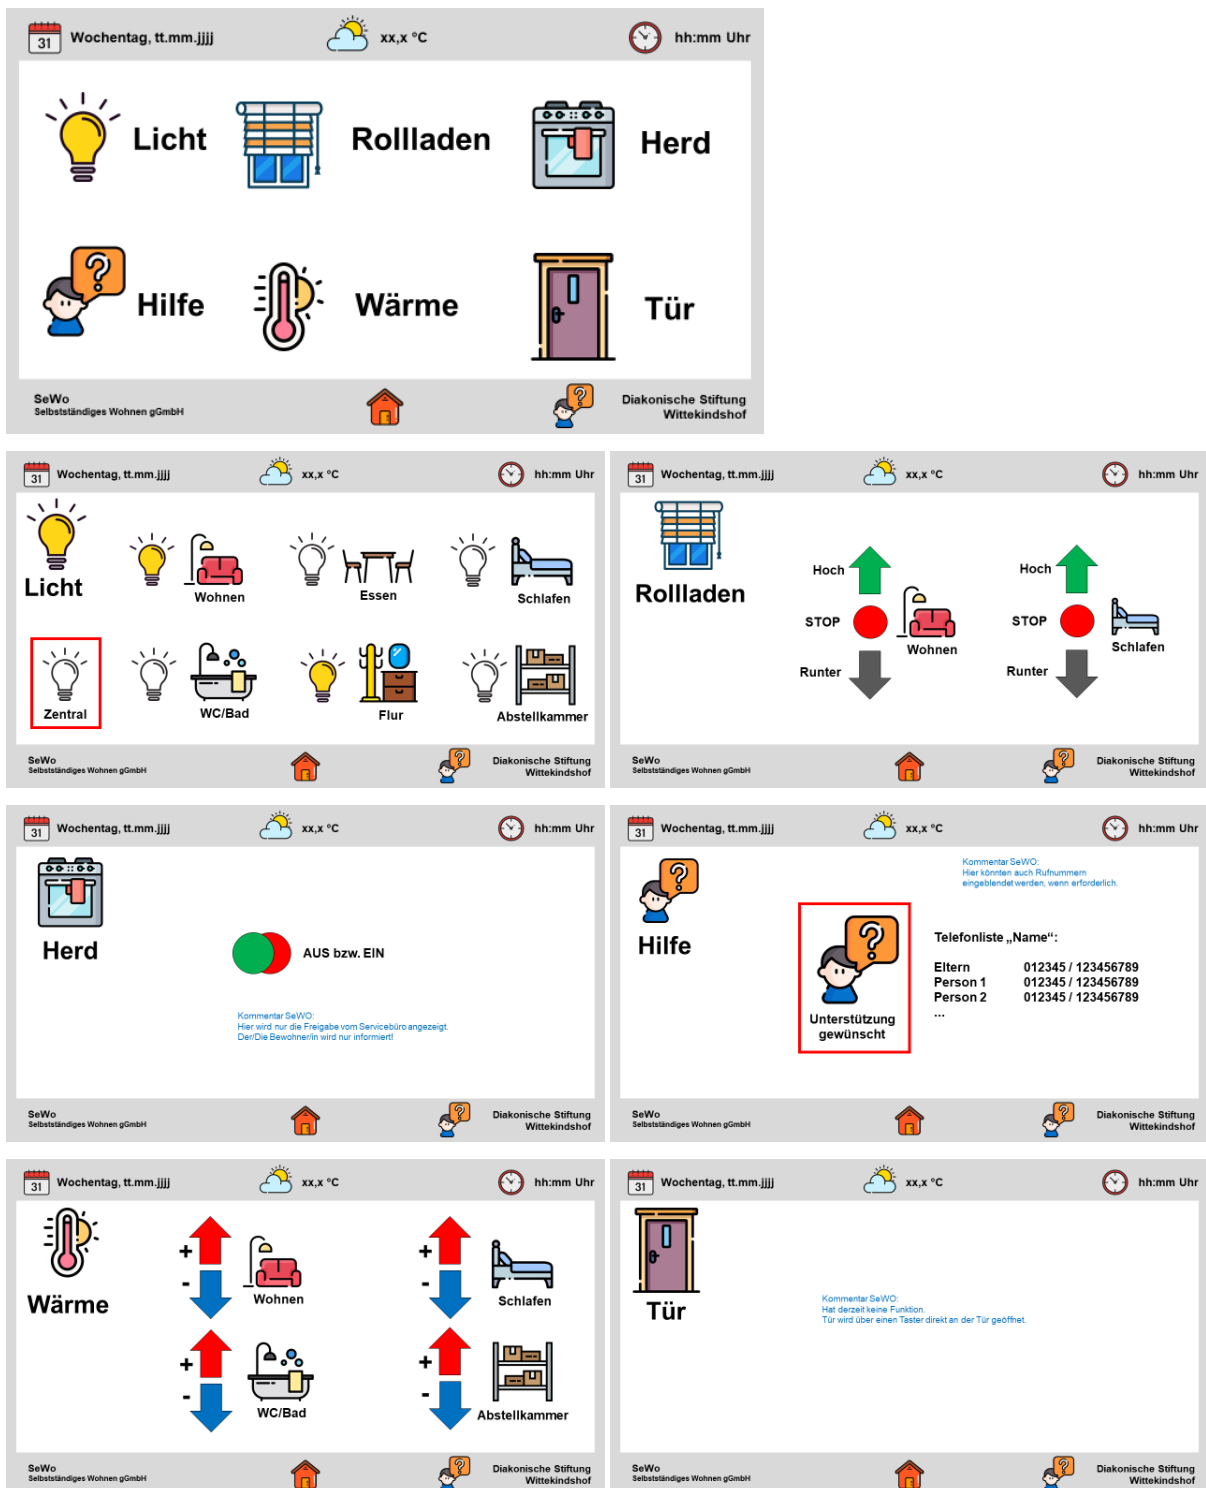 31 Wochentag, tt.mm.jjjj xx,x °C hh:mm Uhr
Licht Rollladen Herd
Hilfe Wärme Tür
SeWo
Selbstständiges Wohnen gGmbH
Diakonische Stiftung
Wittekindshof
31 Wochentag, tt.mm.jjjj xx,x °C hh:mm Uhr
Licht
Wohnen Essen Schlafen
Zentral WC/Bad Flur Abstellkammer
SeWo
Selbstständiges Wohnen gGmbH
Diakonische Stiftung
Wittekindshof
31 Wochentag, tt.mm.jjjj xx,x °C hh:mm Uhr
Rollladen
Hoch
STOP
Runter
Wohnen
Hoch
STOP
Runter
Schlafen
SeWo
Selbstständiges Wohnen gGmbH
Diakonische Stiftung
Wittekindshof
31 Wochentag, tt.mm.jjjj xx,x °C hh:mm Uhr
Herd
AUS bzw. EIN
Kommentar SeWO:
Hier wird nur die Freigabe vom Servicebüro angezeigt.
Der/Die Bewohner/in wird nur informiert!
SeWo
Selbstständiges Wohnen gGmbH
Diakonische Stiftung
Wittekindshof
31 Wochentag, tt.mm.jjjj xx,x °C hh:mm Uhr
Hilfe
Kommentar SeWO:
Hier könnten auch Rufnummern
eingeblendet werden, wenn erforderlich.
Unterstützung
gewünscht
Telefonliste „Name“:
Eltern 012345 / 123456789
Person 1 012345 / 123456789
Person 2 012345 / 123456789
...
SeWo
Selbstständiges Wohnen gGmbH
Diakonische Stiftung
Wittekindshof
31 Wochentag, tt.mm.jjjj xx,x °C hh:mm Uhr
Wärme
+
-
Wohnen
+
-
Schlafen
+
-
WC/Bad
+
-
Abstellkammer
SeWo
Selbstständiges Wohnen gGmbH
Diakonische Stiftung
Wittekindshof
31 Wochentag, tt.mm.jjjj xx,x °C hh:mm Uhr
Tür
Kommentar SeWO:
Hat derzeit keine Funktion.
Tür wird über einen Taster direkt an der Tür geöffnet.
SeWo
Selbstständiges Wohnen gGmbH
Diakonische Stiftung
Wittekindshof